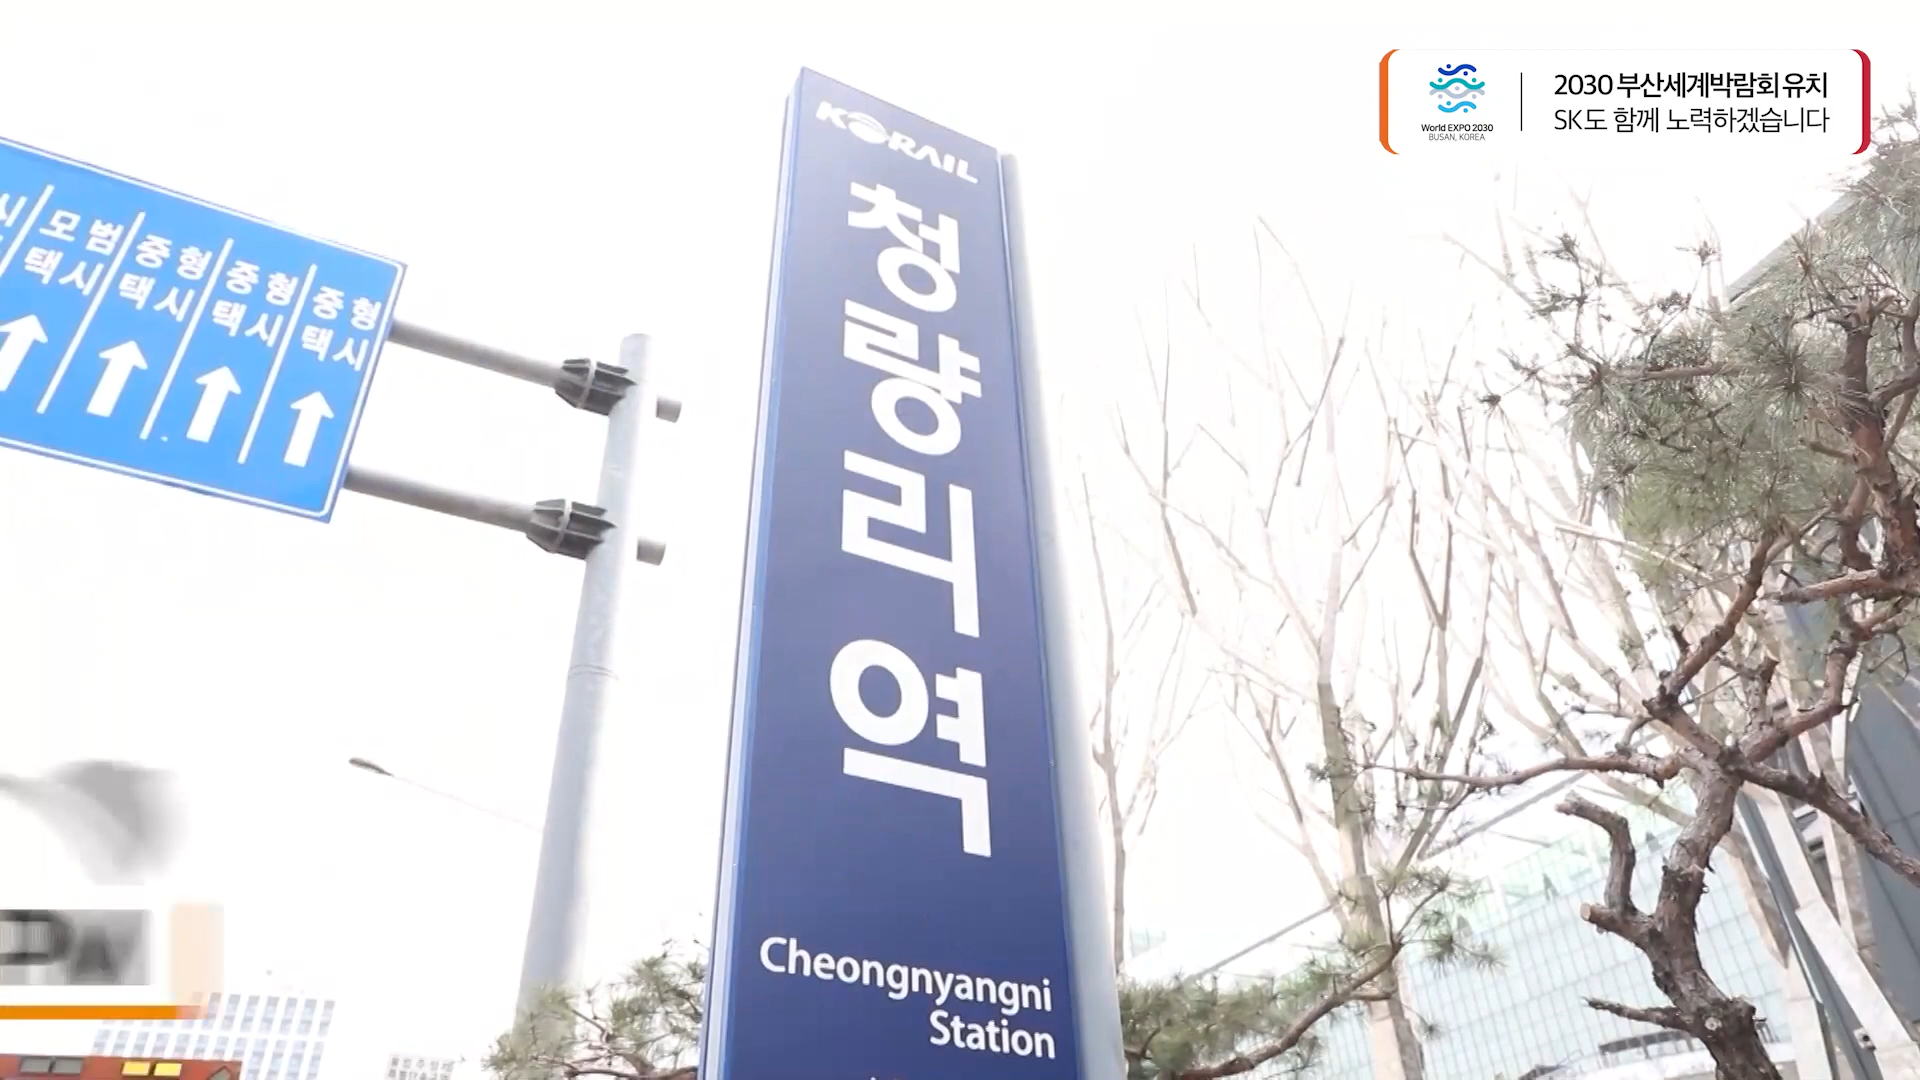 2030 부산세계박람회 유치
SK도 함께 노력하겠습니다
World EXPO 2030
BUSAN, KOREA
KORAIL
청량리역
Cheongnyangni
Station
모범
택시
중형
택시
중형
택시
중형
택시